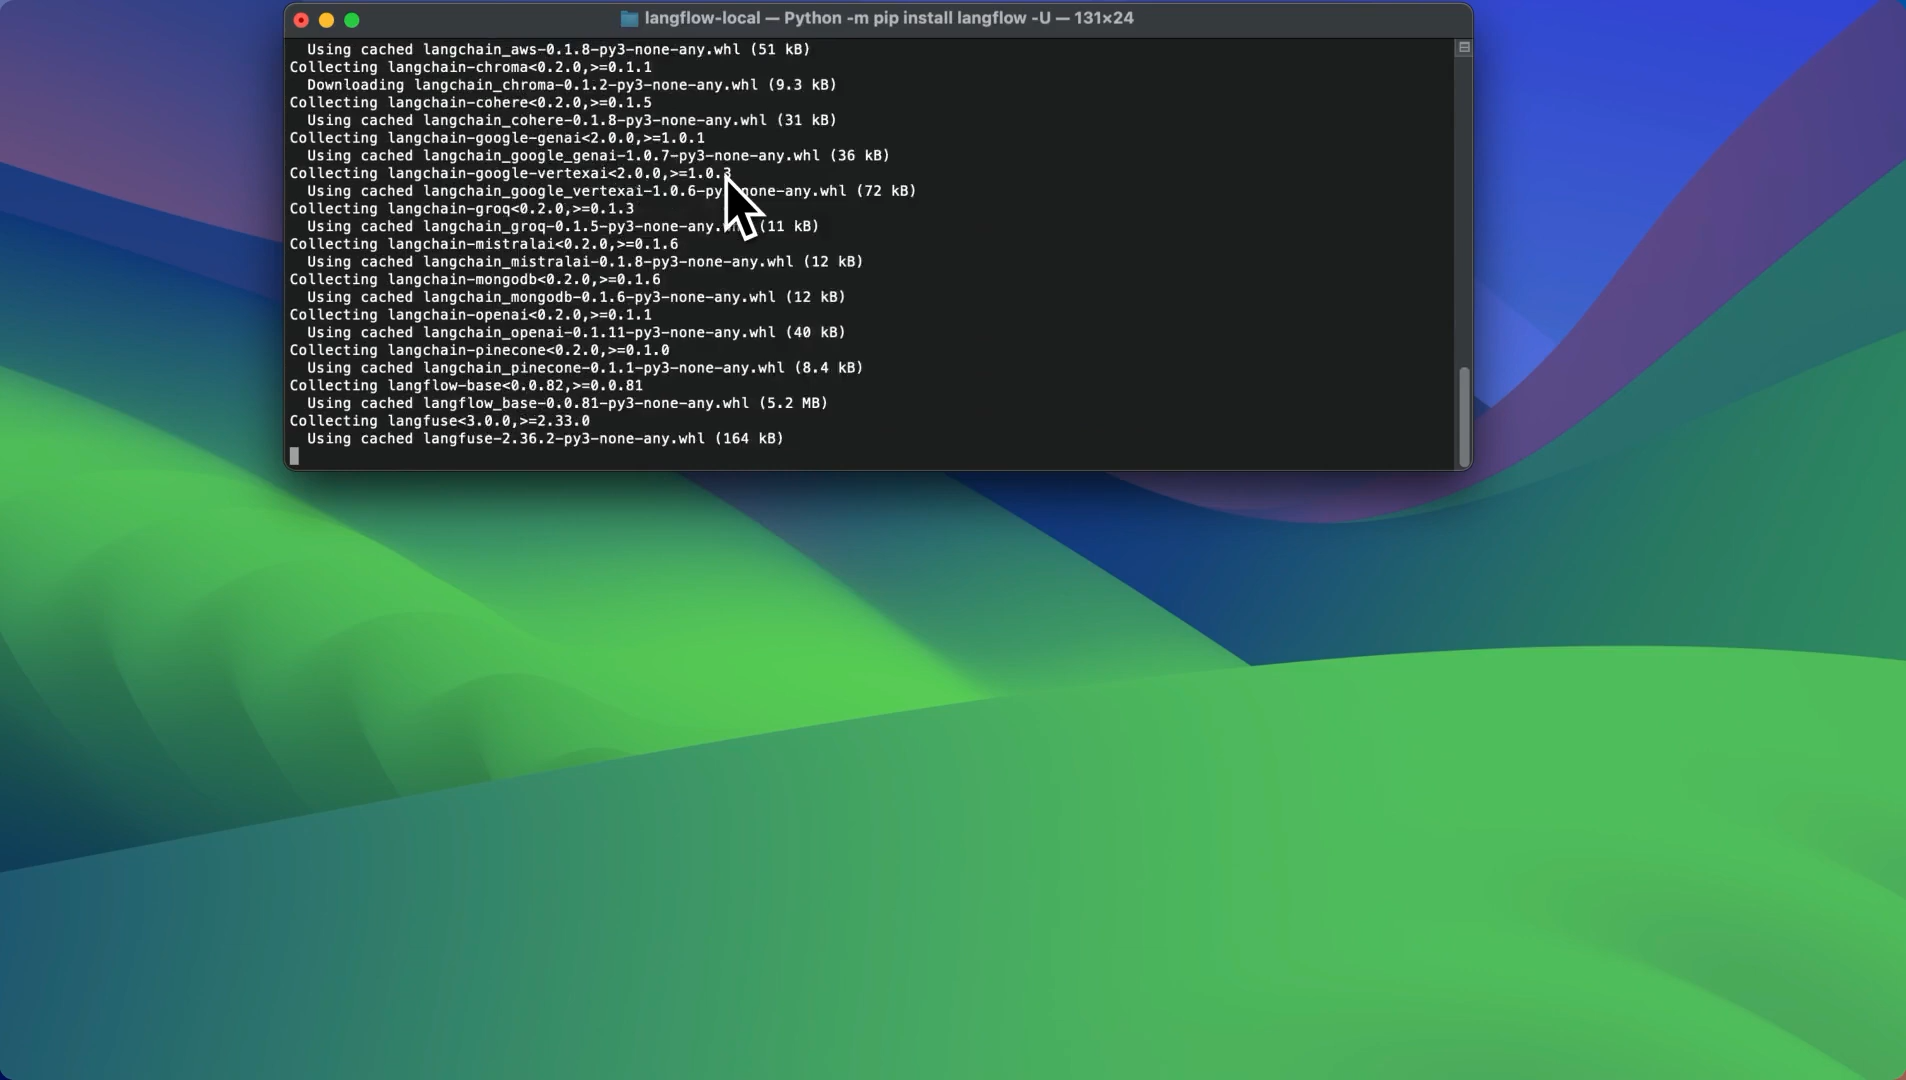 langflow-local — Python -m pip install langflow -U — 131×24
Using cached langchain_aws-0.1.8-py3-none-any.whl (51 kB)
Collecting langchain-chroma<0.2.0,>=0.1.1
Downloading langchain_chroma-0.1.2-py3-none-any.whl (9.3 kB)
Collecting langchain-cohere<0.2.0,>=0.1.5
Using cached langchain_cohere-0.1.8-py3-none-any.whl (31 kB)
Collecting langchain-google-genai<2.0.0,>=1.0.1
Using cached langchain_google_genai-1.0.7-py3-none-any.whl (36 kB)
Collecting langchain-google-vertexai<2.0.0,>=1.0.3
Using cached langchain_google_vertexai-1.0.6-py3-none-any.whl (72 kB)
Collecting langchain-groq<0.2.0,>=0.1.3
Using cached langchain_groq-0.1.5-py3-none-any.whl (11 kB)
Collecting langchain-mistralai<0.2.0,>=0.1.6
Using cached langchain_mistralai-0.1.8-py3-none-any.whl (12 kB)
Collecting langchain-mongodb<0.2.0,>=0.1.6
Using cached langchain_mongodb-0.1.6-py3-none-any.whl (12 kB)
Collecting langchain-openai<0.2.0,>=0.1.1
Using cached langchain_openai-0.1.11-py3-none-any.whl (40 kB)
Collecting langchain-pinecone<0.2.0,>=0.1.0
Using cached langchain_pinecone-0.1.1-py3-none-any.whl (8.4 kB)
Collecting langflow-base<0.0.82,>=0.0.81
Using cached langflow_base-0.0.81-py3-none-any.whl (5.2 MB)
Collecting langfuse<3.0.0,>=2.33.0
Using cached langfuse-2.36.2-py3-none-any.whl (164 kB)